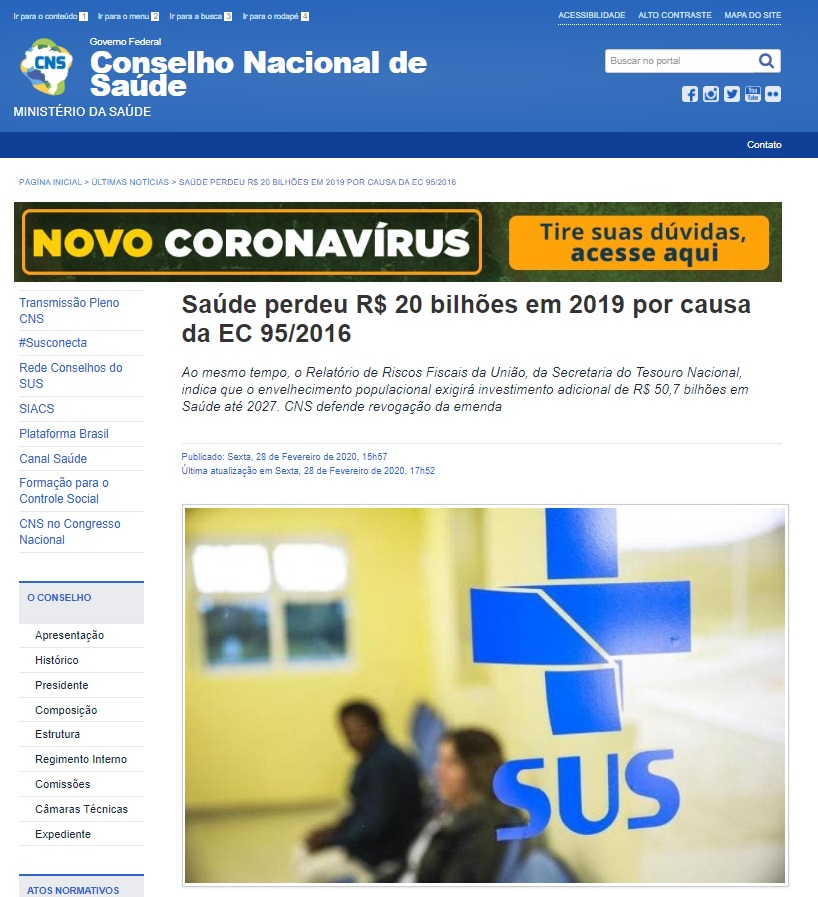 Ir para o conteúdo 1 Ir para o menu 2 Ir para a busca 3 Ir para o rodapé 4
ACESSIBILIDADE ALTO CONTRASTE MAPA DO SITE
CNS
Governo Federal
Conselho Nacional de
Saúde
MINISTÉRIO DA SAÚDE
Buscar no portal
You Tube
Contato
PÁGINA INICIAL > ÚLTIMAS NOTÍCIAS > SAÚDE PERDEU R$ 20 BILHÕES EM 2019 POR CAUSA DA EC 95/2016
NOVO CORONAVÍRUS
Tire suas dúvidas,
acesse aqui
Transmissão Pleno
CNS
#Susconecta
Rede Conselhos do
SUS
SIACS
Plataforma Brasil
Canal Saúde
Formação para o
Controle Social
CNS no Congresso
Nacional
O CONSELHO
Apresentação
Histórico
Presidente
Composição
Estrutura
Regimento Interno
Comissões
Câmaras Técnicas
Expediente
ATOS NORMATIVOS
Saúde perdeu R$ 20 bilhões em 2019 por causa
da EC 95/2016
Ao mesmo tempo, o Relatório de Riscos Fiscais da União, da Secretaria do Tesouro Nacional,
indica que o envelhecimento populacional exigirá investimento adicional de R$ 50,7 bilhões em
Saúde até 2027. CNS defende revogação da emenda
Publicado: Sexta, 28 de Fevereiro de 2020, 15h57
Última atualização em Sexta, 28 de Fevereiro de 2020, 17h52
SUS